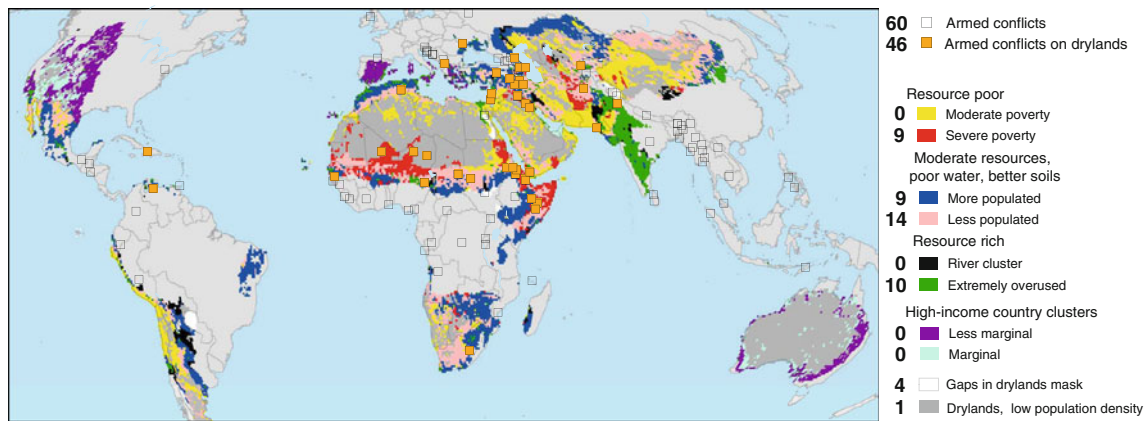 60 Armed conflicts
46 Armed conflicts on drylands
Resource poor
0 Moderate poverty
9 Severe poverty
Moderate resources,
poor water, better soils
9 More populated
14 Less populated
Resource rich
0 River cluster
10 Extremely overused
High-income country clusters
0 Less marginal
0 Marginal
4 Gaps in drylands mask
1 Drylands, low population density